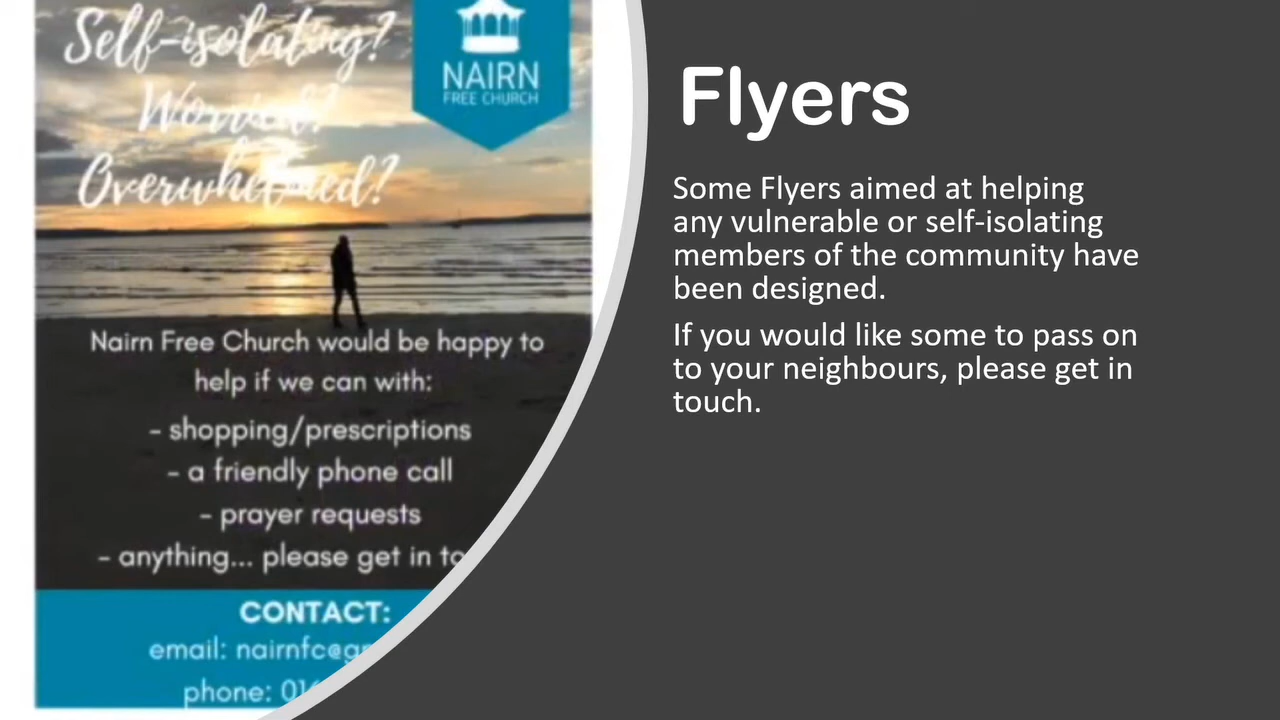 Self-isolating?
Worried?
Overwhelmed?
NAIRN
FREE CHURCH
Nairn Free Church would be happy to
help if we can with:
- shopping/prescriptions
- a friendly phone call
- prayer requests
- anything... please get in
CONTACT:
email:
phone:
Flyers
Some Flyers aimed at helping
any vulnerable or self-isolating
members of the community have
been designed.
If you would like some to pass on
to your neighbours, please get in
touch.